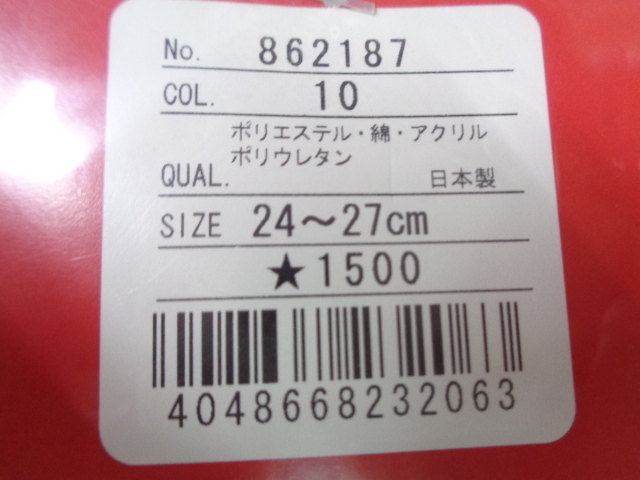 No. 862187
COL. 10
ポリエステル・綿・アクリル
ポリウレタン
QUAL. 日本製
SIZE 24～27cm
★1500
4048668232063